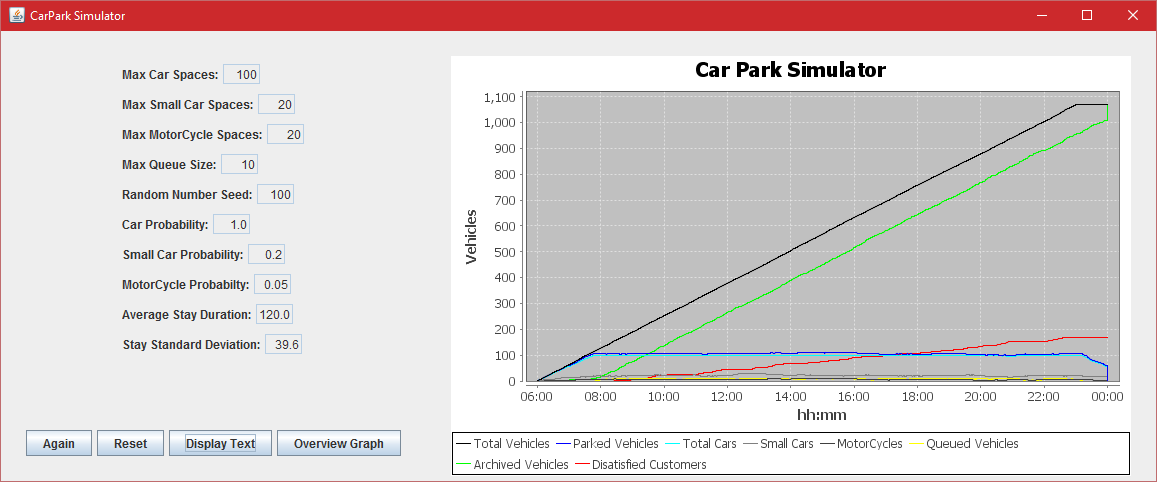 CarPark Simulator
Max Car Spaces: 100
Max Small Car Spaces: 20
Max MotorCycle Spaces: 20
Max Queue Size: 10
Random Number Seed: 100
Car Probability: 1.0
Small Car Probability: 0.2
MotorCycle Probabilty: 0.05
Average Stay Duration: 120.0
Stay Standard Deviation: 39.6
Again Reset Display Text Overview Graph
Car Park Simulator
Vehicles
1,100
1,000
900
800
700
600
500
400
300
200
100
0
06:00 08:00 10:00 12:00 14:00 16:00 18:00 20:00 22:00 00:00
hh:mm
Total Vehicles Parked Vehicles Total Cars Small Cars MotorCycles Queued Vehicles
Archived Vehicles Disatisfied Customers